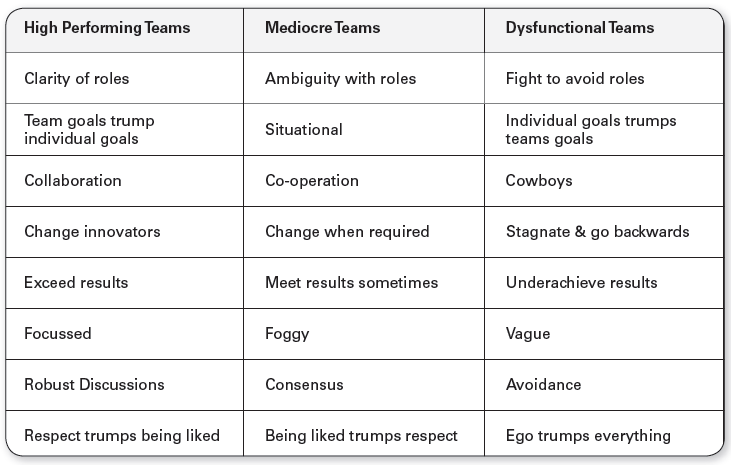 High Performing Teams
Mediocre Teams
Dysfunctional Teams
Clarity of roles
Ambiguity with roles
Fight to avoid roles
Team goals trump
individual goals
Situational
Individual goals trumps
teams goals
Collaboration
Co-operation
Cowboys
Change innovators
Change when required
Stagnate & go backwards
Exceed results
Meet results sometimes
Underachieve results
Focussed
Foggy
Vague
Robust Discussions
Consensus
Avoidance
Respect trumps being liked
Being liked trumps respect
Ego trumps everything